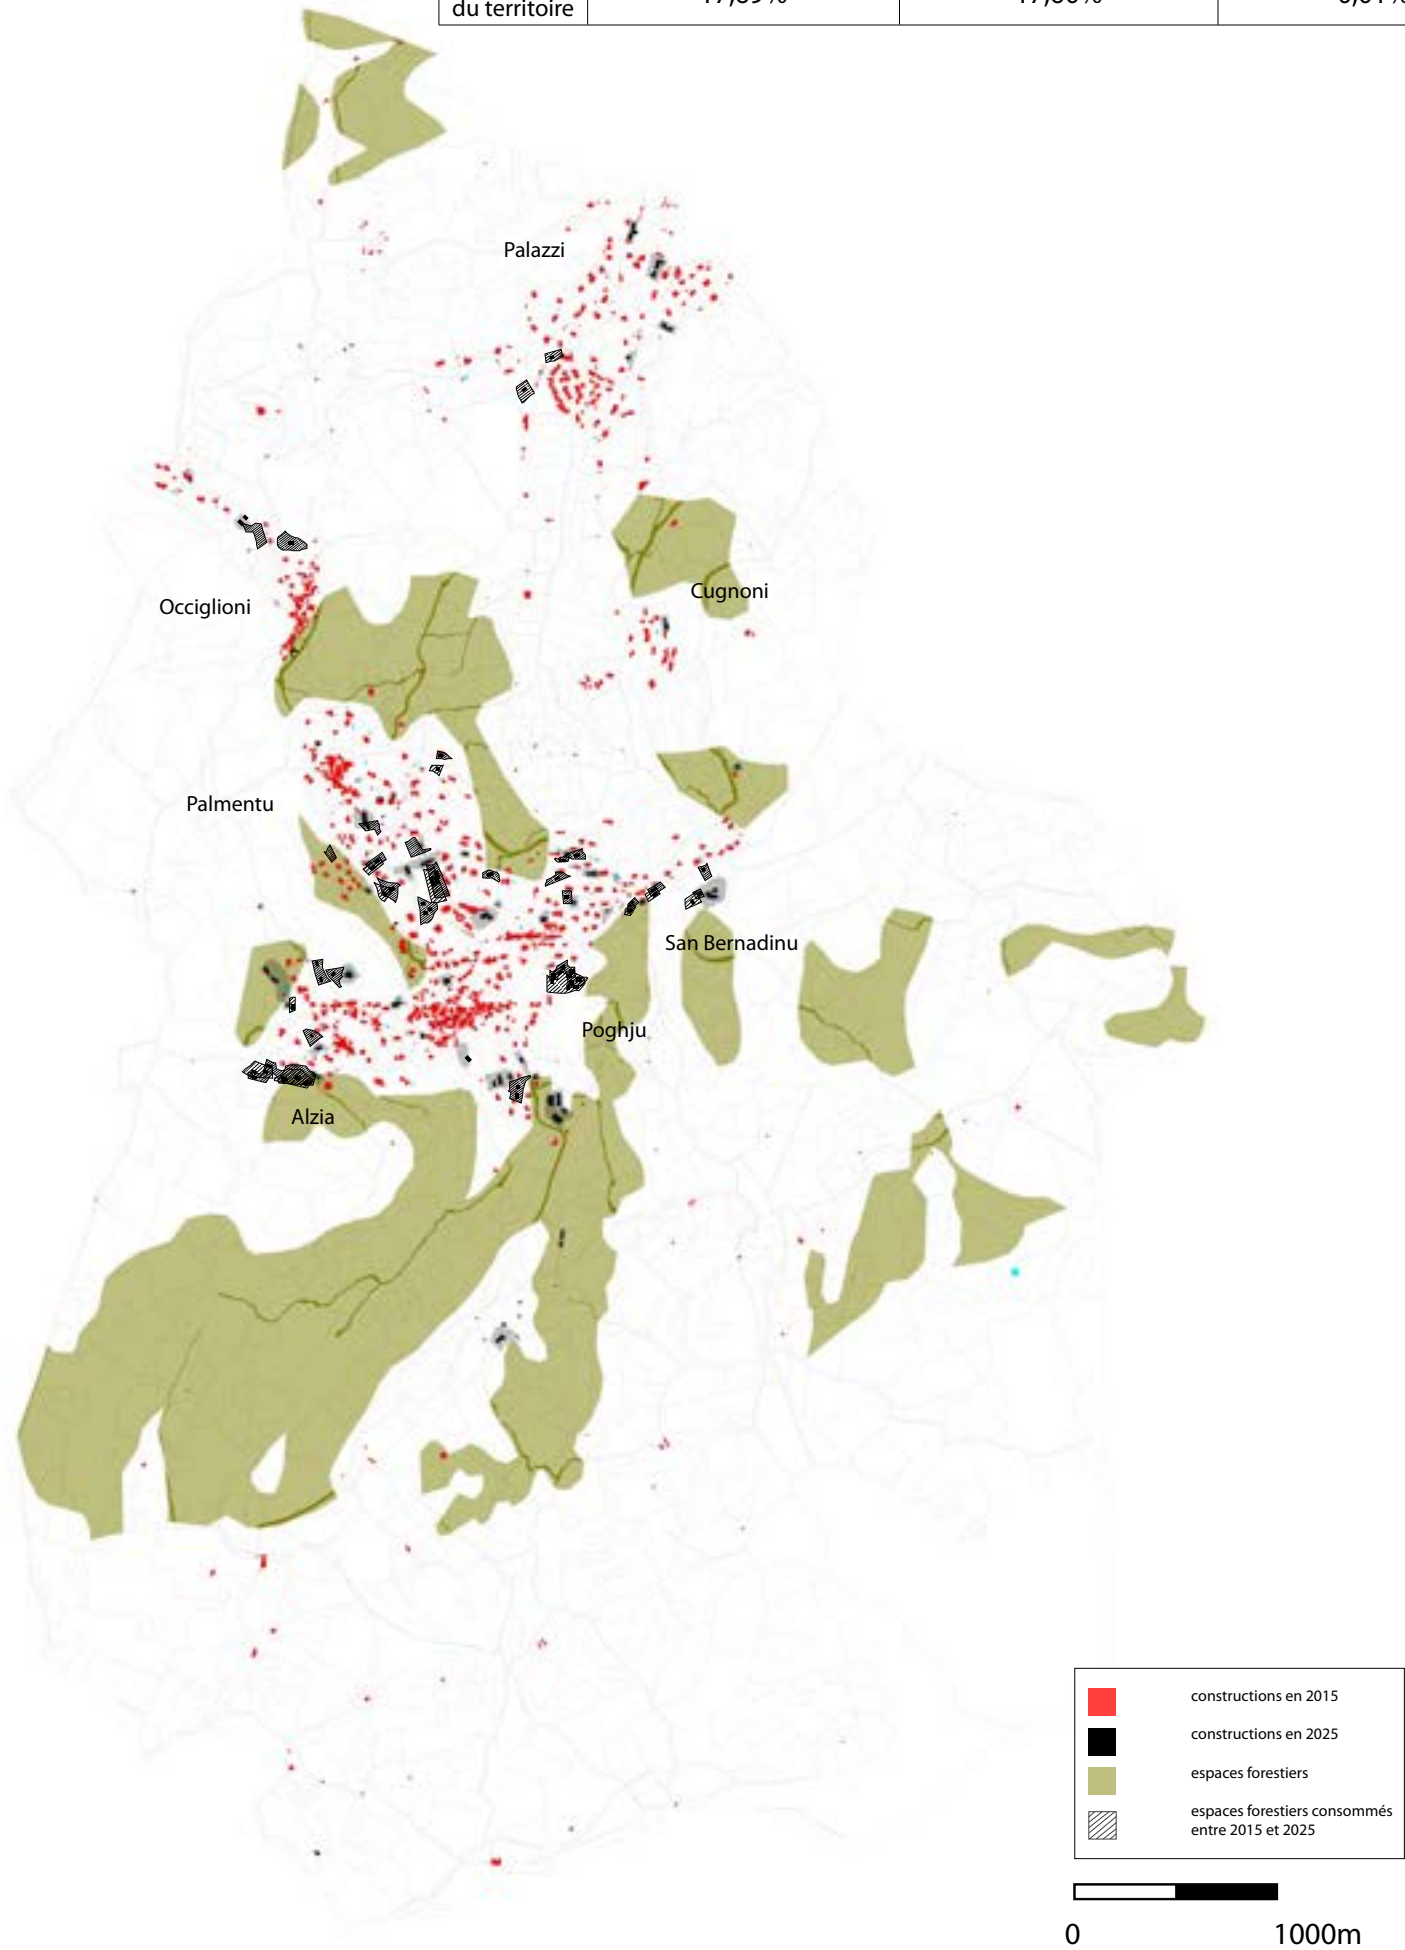 du territoire
Palazzi
Occiglioni
Cugnoni
Palmentu
San Bernadinu
Poghju
Alzia
constructions en 2015
constructions en 2025
espaces forestiers
espaces forestiers consommés
entre 2015 et 2025
0 1000m